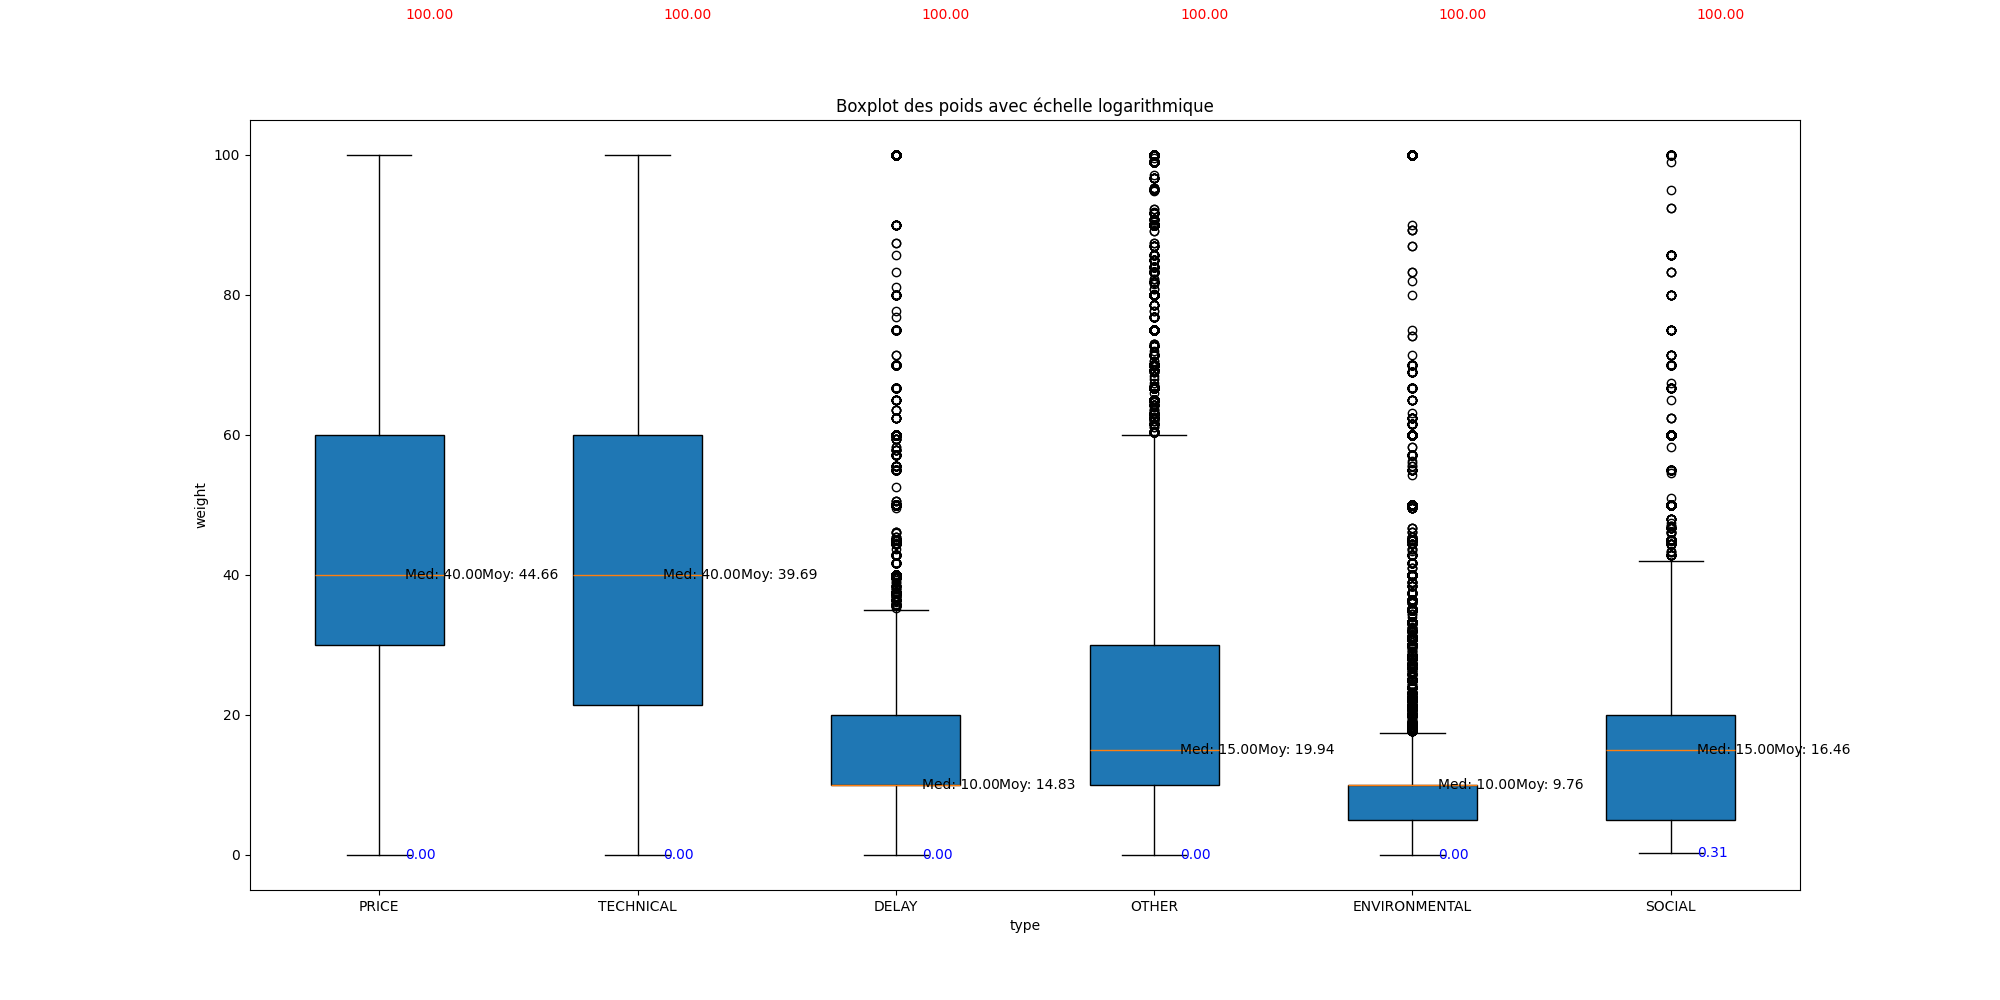 100.00 100.00 100.00 100.00 100.00 100.00
Boxplot des poids avec échelle logarithmique
100
80
60
40
20
0
weight
Med: 40.00Moy: 44.66 Med: 40.00Moy: 39.69
Med: 15.00Moy: 19.94 Med: 15.00Moy: 16.46
Med: 10.00Moy: 14.83 Med: 10.00Moy: 9.76
0.00 0.00 0.00 0.00 0.00 0.31
PRICE TECHNICAL DELAY OTHER ENVIRONMENTAL SOCIAL
type